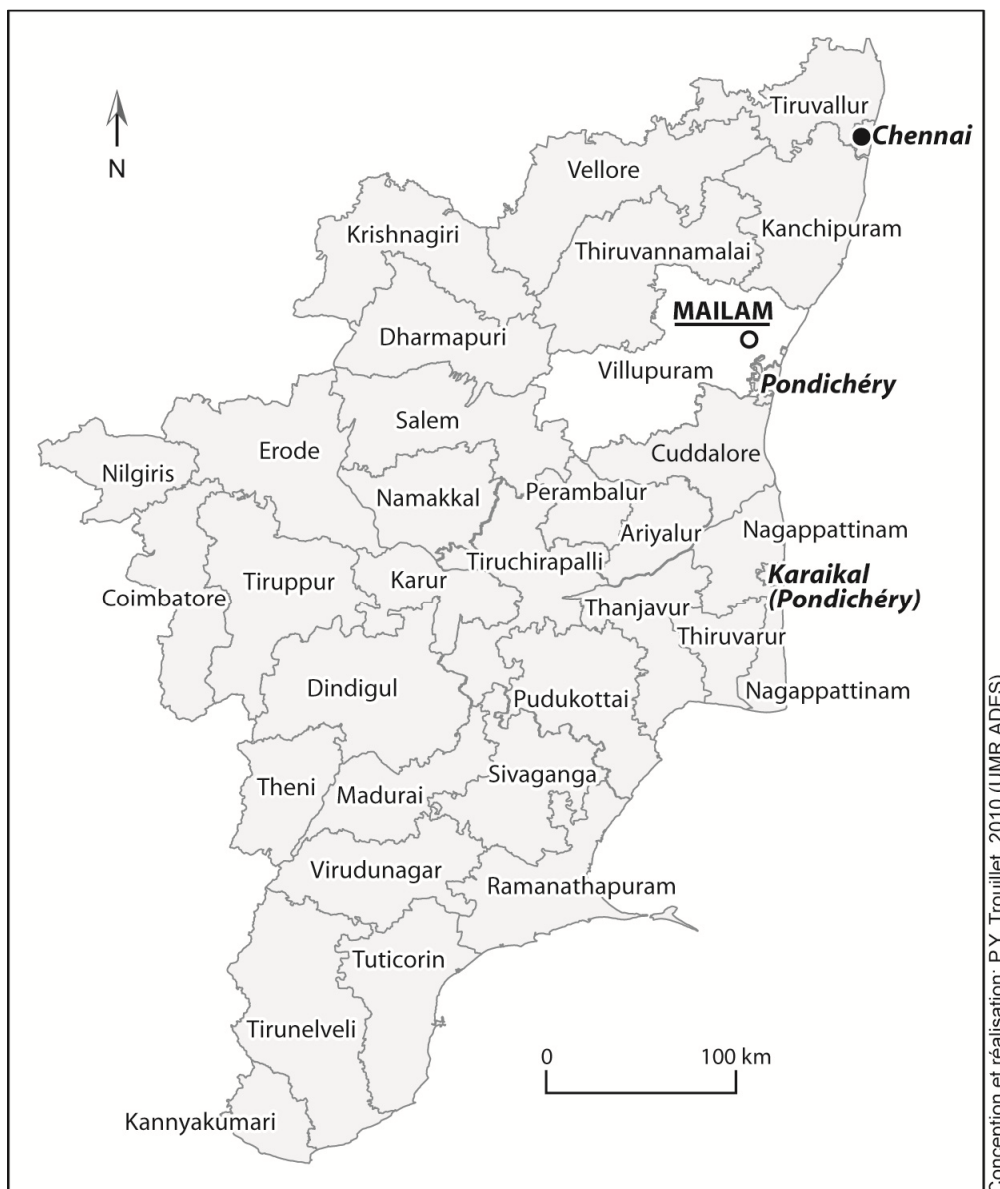 Tiruvallur
Chennai
Vellore
N
Kanchipuram
Krishnagiri
Thiruvannamalai
MAILAM
Dharmapuri
Villupuram
Pondichéry
Salem
Erode
Cuddalore
Nilgiris
Namakkal
Perambalur
Ariyalur
Nagappattinam
Tiruchirapalli
Karaikal
(Pondichéry)
Tiruppur
Karur
Coimbatore
Thanjavur
Thiruvarur
Dindigul
Pudukottai
Nagappattinam
Theni
Madurai
Sivaganga
Virudunagar
Ramanathapuram
Tuticorin
Tirunelveli
0 100 km
Kannyakumari
Conception et réalisation: P.Y. Trouillet, 2010 (UMR ADES)